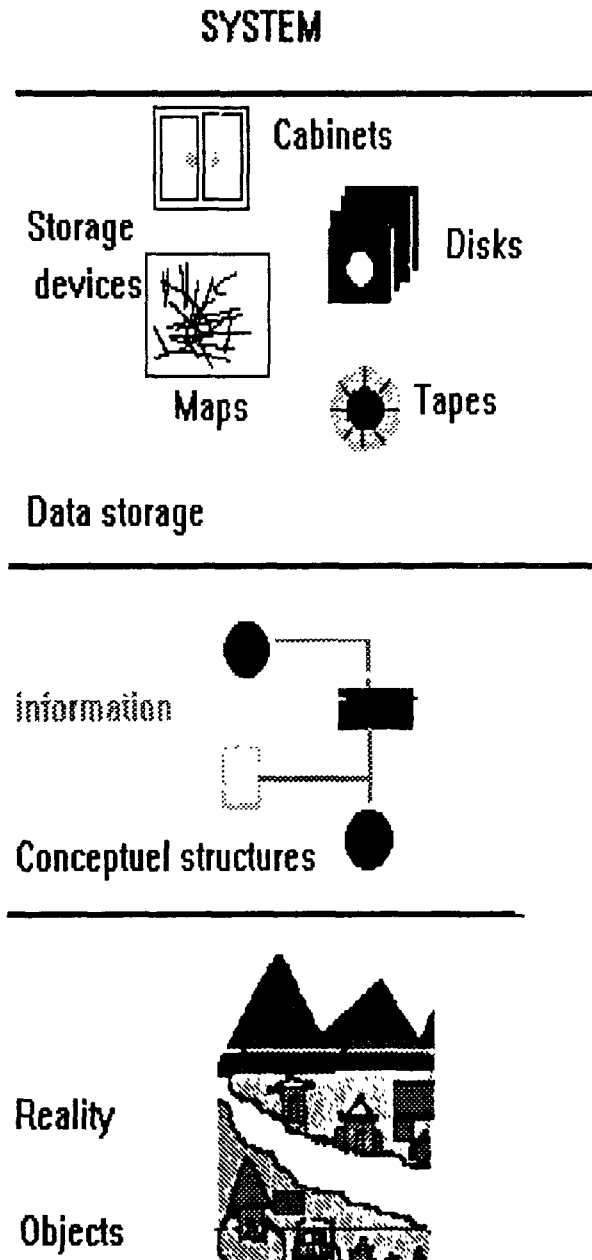 SYSTEM
Cabinets
Storage
devices
Disks
Maps
Tapes
Data storage
information
Conceptuel structures
Reality
Objects